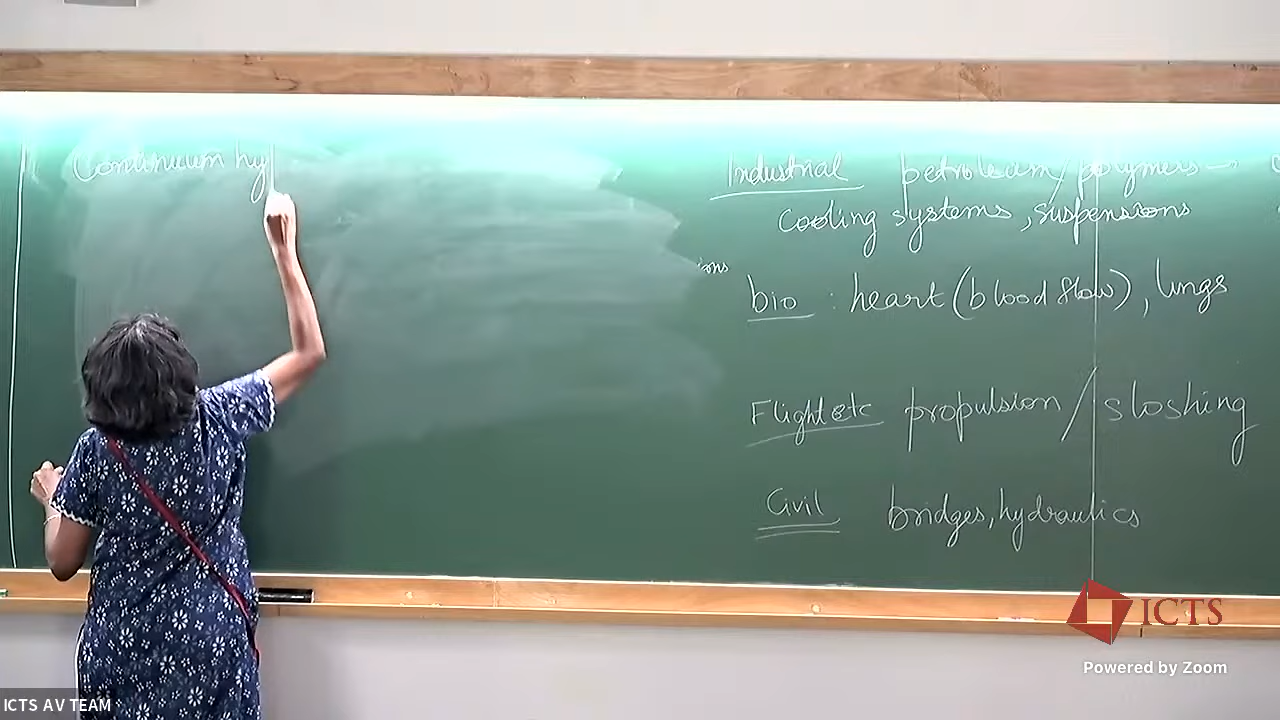 Continuum hy
Industrial petroleum/polymers –
cooling systems, suspensions
ions
bio : heart (blood flow), lungs
Flight etc propulsion / sloshing
Civil bridges, hydraulics
ICTS
Powered by Zoom
ICTS AV TEAM